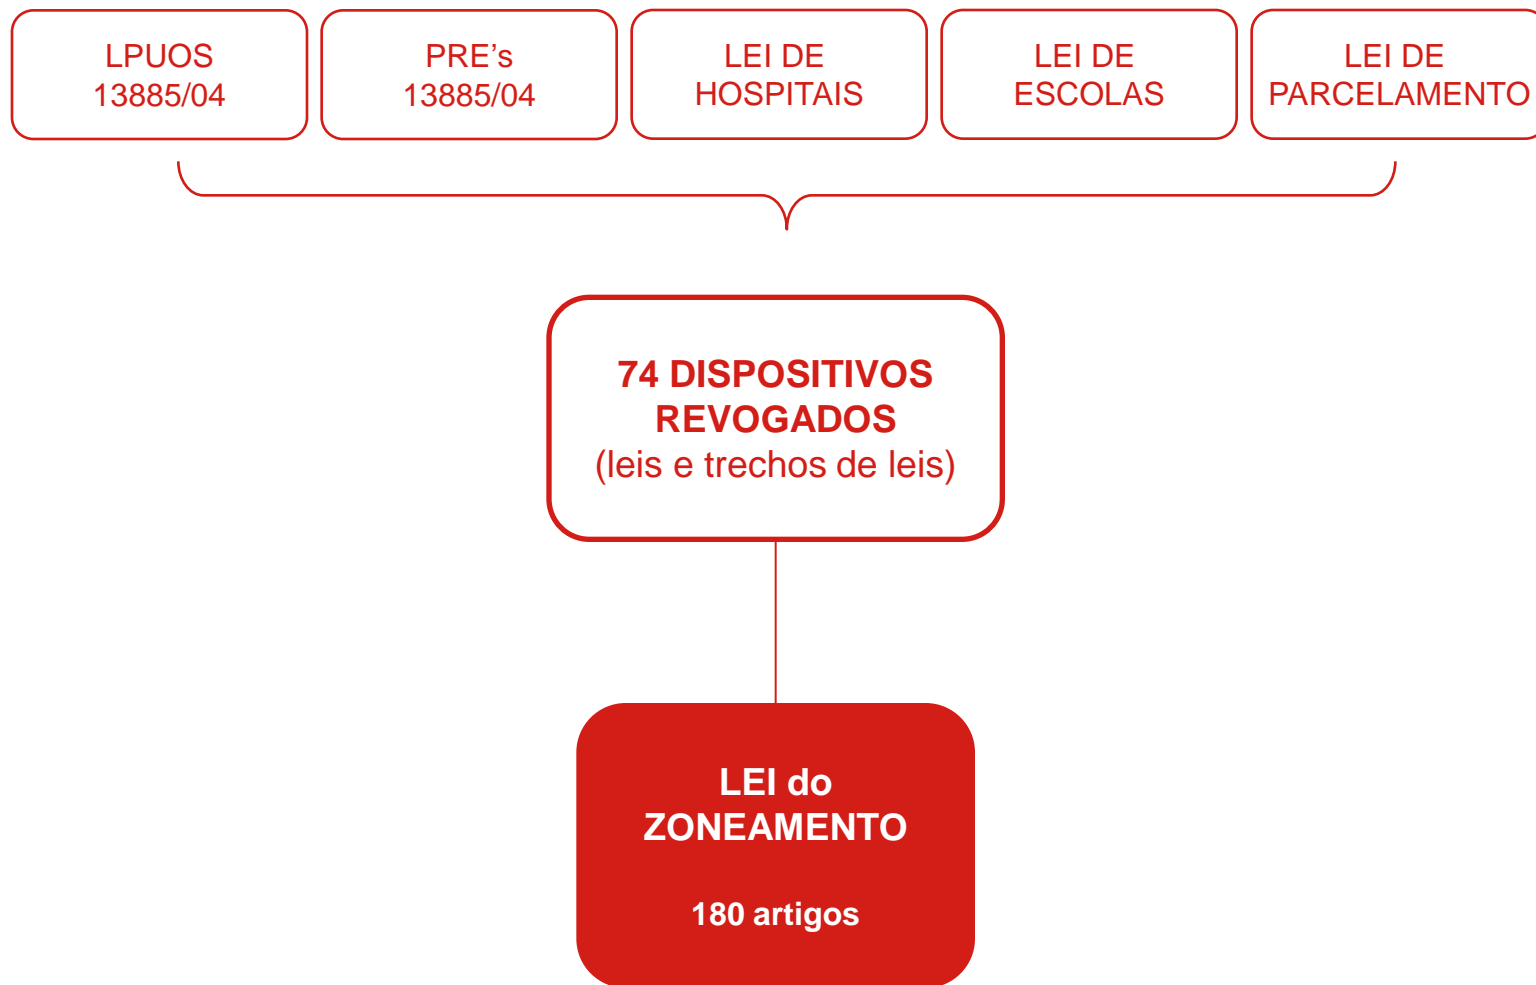 LPUOS
13885/04
PRE’s
13885/04
LEI DE
HOSPITAIS
LEI DE
ESCOLAS
LEI DE
PARCELAMENTO
74 DISPOSITIVOS
REVOGADOS
(leis e trechos de leis)
LEI do
ZONEAMENTO
180 artigos